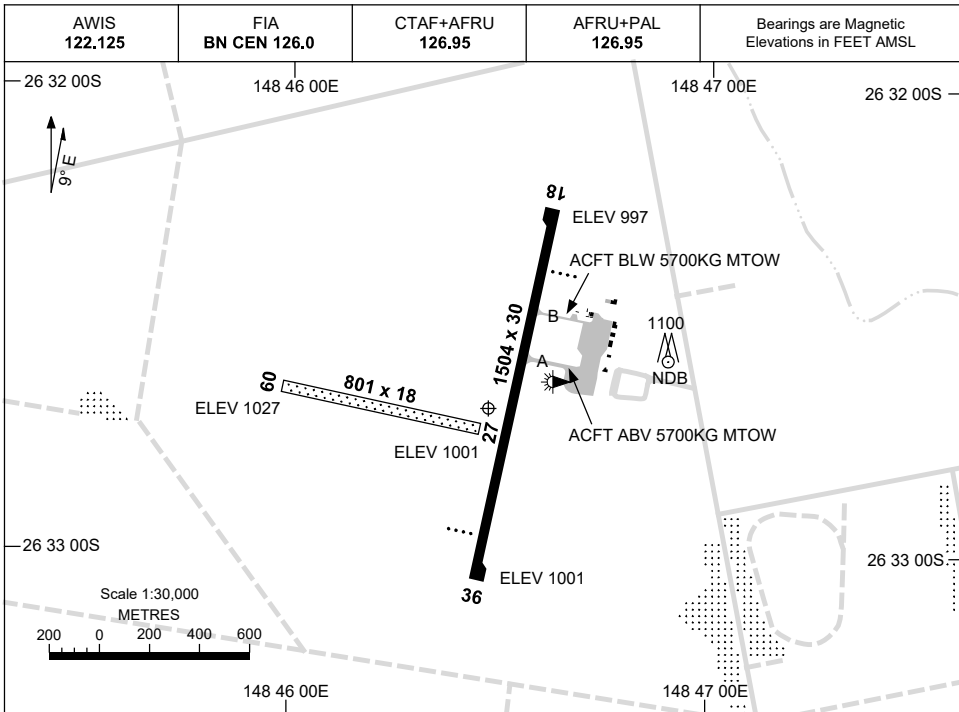 AWIS
122.125
FIA
BN CEN 126.0
CTAF+AFRU
126.95
AFRU+PAL
126.95
Bearings are Magnetic
Elevations in FEET AMSL
26 32 00S
148 46 00E
148 47 00E
26 32 00S
9° E
18
ELEV 997
ACFT BLW 5700KG MTOW
B
1504 x 30
1100
NDB
A
09
801 x 18
ELEV 1027
27
ELEV 1001
ACFT ABV 5700KG MTOW
26 33 00S
26 33 00S
ELEV 1001
36
Scale 1:30,000
METRES
200 0 200 400 600
148 46 00E
148 47 00E